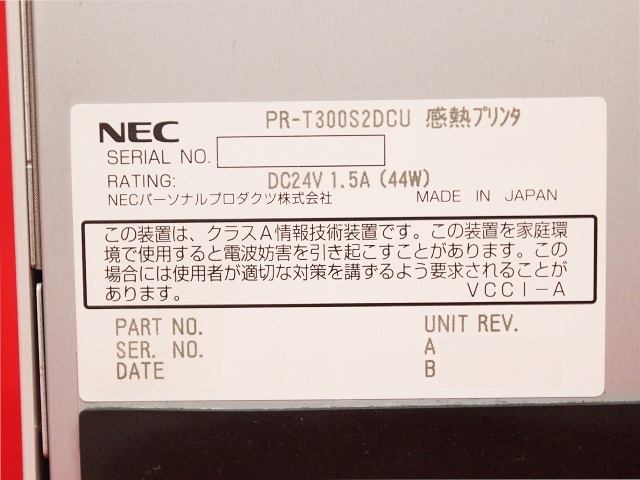 NEC PR-T300S2DCU 感熱プリンタ
SERIAL NO.
RATING: DC24V 1.5A (44W)
NECパーソナルプロダクツ株式会社 MADE IN JAPAN
この装置は、クラスA情報技術装置です。この装置を家庭環
境で使用すると電波妨害を引き起こすことがあります。この
場合には使用者が適切な対策を講ずるよう要求されることが
あります。 VCCI-A
PART NO. UNIT REV.
SER. NO. A
DATE B